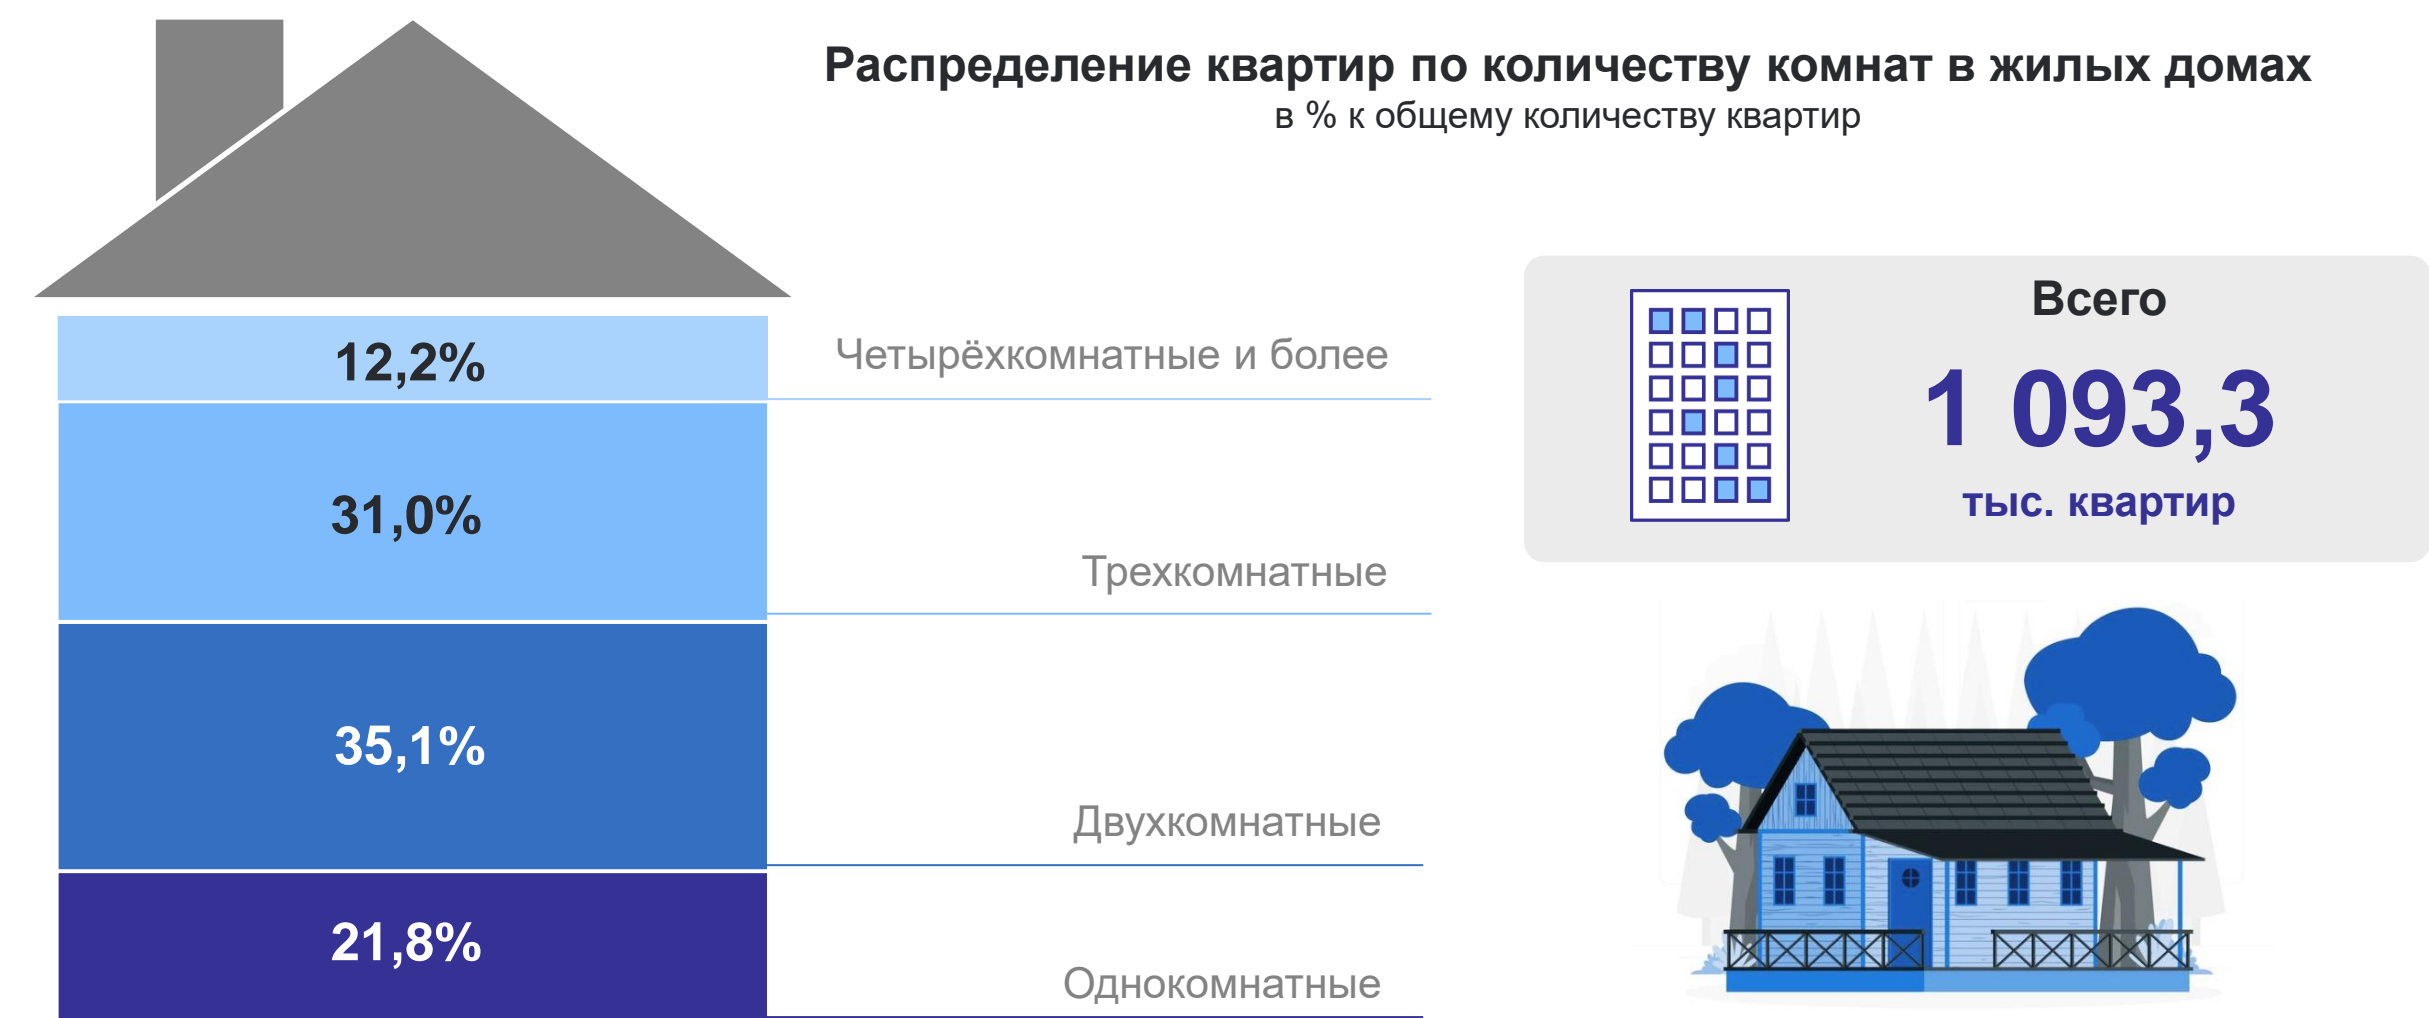 Распределение квартир по количеству комнат в жилых домах
в % к общему количеству квартир
12,2%
Четырёхкомнатные и более
31,0%
Трехкомнатные
35,1%
Двухкомнатные
21,8%
Однокомнатные
Всего
1 093,3
тыс. квартир